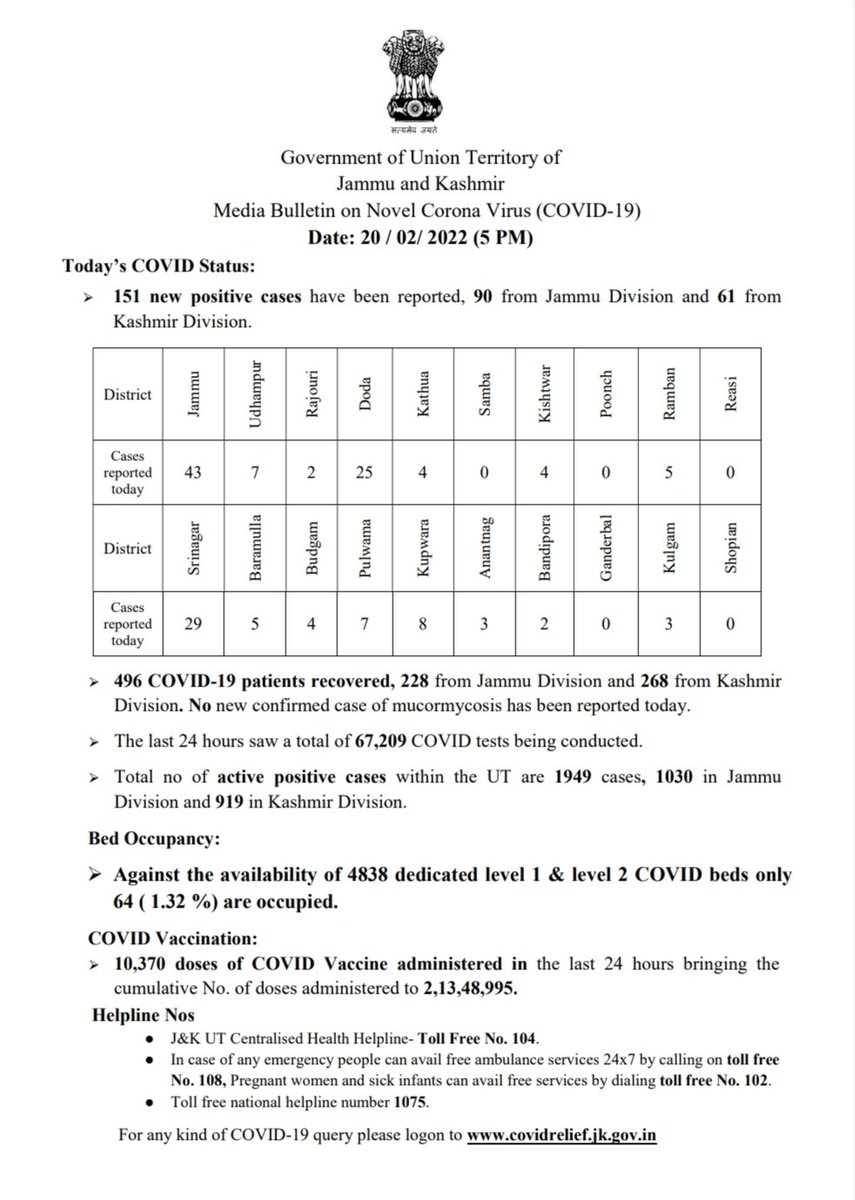 सत्यमेव जयते
Government of Union Territory of
Jammu and Kashmir
Media Bulletin on Novel Corona Virus (COVID-19)
Date: 20 / 02/ 2022 (5 PM)
Today’s COVID Status:
➢ 151 new positive cases have been reported, 90 from Jammu Division and 61 from
Kashmir Division.
District Jammu Udhampur Rajouri Doda Kathua Samba Kishtwar Poonch Ramban Reasi
Cases reported today 43 7 2 25 4 0 4 0 5 0
District Srinagar Baramulla Budgam Pulwama Kupwara Anantnag Bandipora Ganderbal Kulgam Shopian
Cases reported today 29 5 4 7 8 3 2 0 3 0
➢ 496 COVID-19 patients recovered, 228 from Jammu Division and 268 from Kashmir
Division. No new confirmed case of mucormycosis has been reported today.
➢ The last 24 hours saw a total of 67,209 COVID tests being conducted.
➢ Total no of active positive cases within the UT are 1949 cases, 1030 in Jammu
Division and 919 in Kashmir Division.
Bed Occupancy:
➢ Against the availability of 4838 dedicated level 1 & level 2 COVID beds only
64 ( 1.32 %) are occupied.
COVID Vaccination:
➢ 10,370 doses of COVID Vaccine administered in the last 24 hours bringing the
cumulative No. of doses administered to 2,13,48,995.
Helpline Nos
● J&K UT Centralised Health Helpline- Toll Free No. 104.
● In case of any emergency people can avail free ambulance services 24x7 by calling on toll free
No. 108, Pregnant women and sick infants can avail free services by dialing toll free No. 102.
● Toll free national helpline number 1075.
For any kind of COVID-19 query please logon to www.covidrelief.jk.gov.in